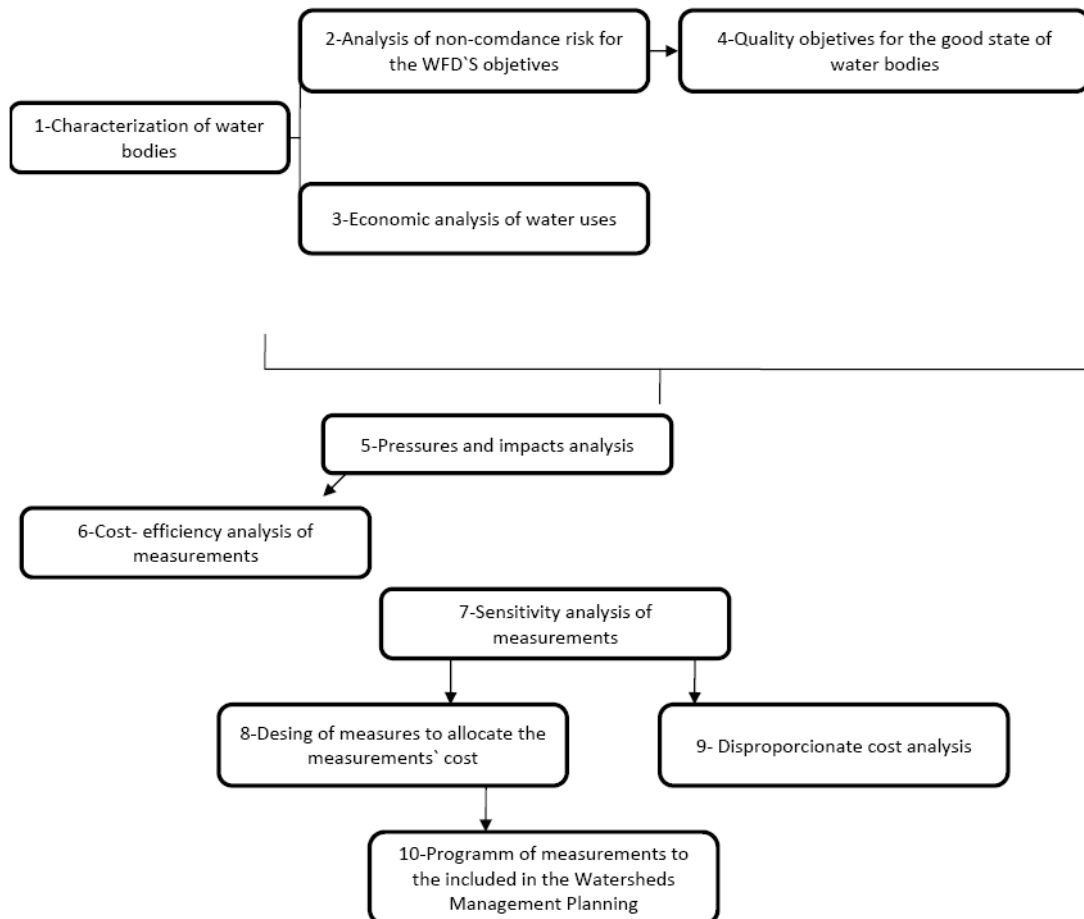 2-Analysis of non-comdance risk for
the WFD`S objetives
4-Quality objectives for the good state of
water bodies
1-Characterization of water
bodies
3-Economic analysis of water uses
5-Pressures and impacts analysis
6-Cost- efficiency analysis of
measurements
7-Sensitivity analysis of
measurements
8-Desing of measures to allocate the
measurements` cost
9- Disproporcionate cost analysis
10-Programm of measurements to
the included in the Watersheds
Management Planning